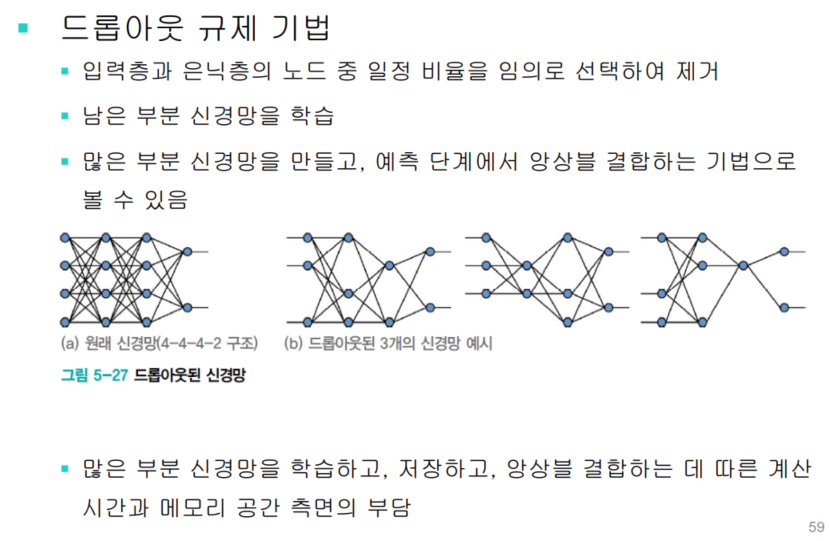 드롭아웃 규제 기법
입력층과 은닉층의 노드 중 일정 비율을 임의로 선택하여 제거
남은 부분 신경망을 학습
많은 부분 신경망을 만들고, 예측 단계에서 앙상블 결합하는 기법으로
볼 수 있음
(a) 원래 신경망(4-4-4-2 구조)
(b) 드롭아웃된 3개의 신경망 예시
그림 5-27 드롭아웃된 신경망
많은 부분 신경망을 학습하고, 저장하고, 앙상블 결합하는 데 따른 계산
시간과 메모리 공간 측면의 부담
59